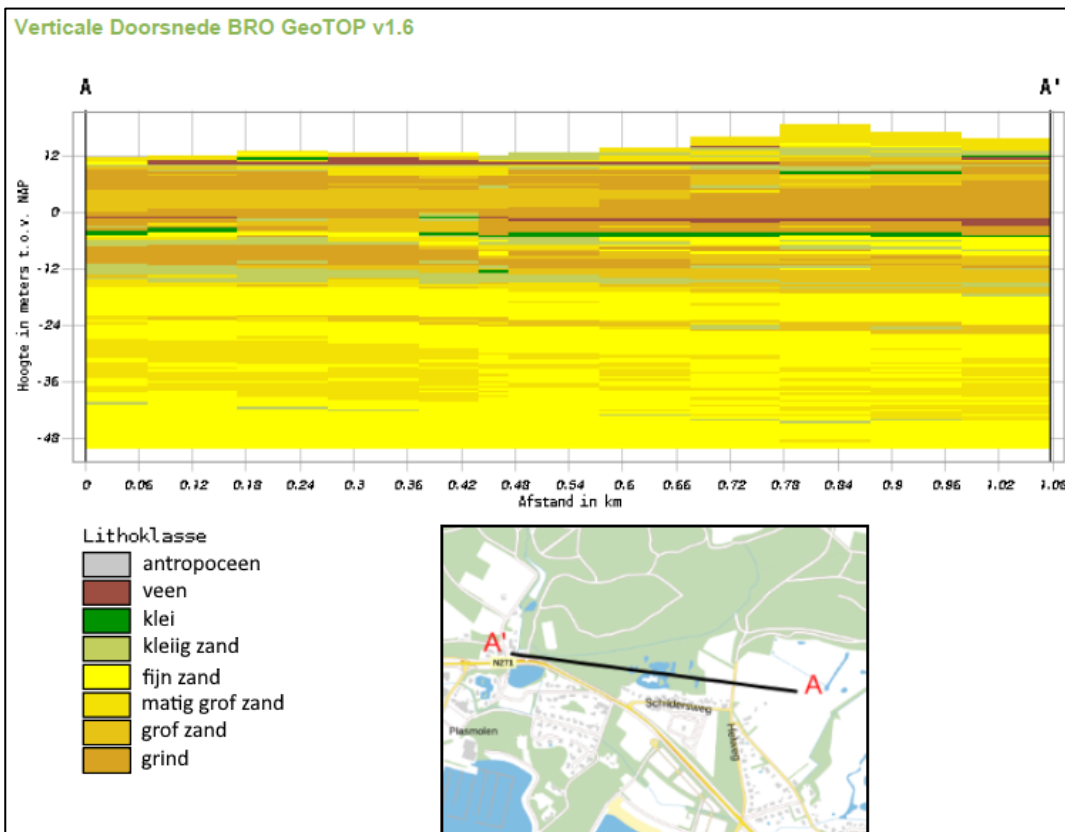 Verticale Doorsnede BRO GeoTOP v1.6
A A'
Hoogte in meters t.o.v. NAP
12
0
-12
-24
-36
-48
0 0.06 0.12 0.18 0.24 0.3 0.36 0.42 0.48 0.54 0.6 0.66 0.72 0.78 0.84 0.9 0.96 1.02 1.08
Afstand in km
Lithoklasse
antropoceen
veen
klei
kleiig zand
fijn zand
matig grof zand
grof zand
grind
A'
N271
A
Schildersweg
Plasmolen
Helweg